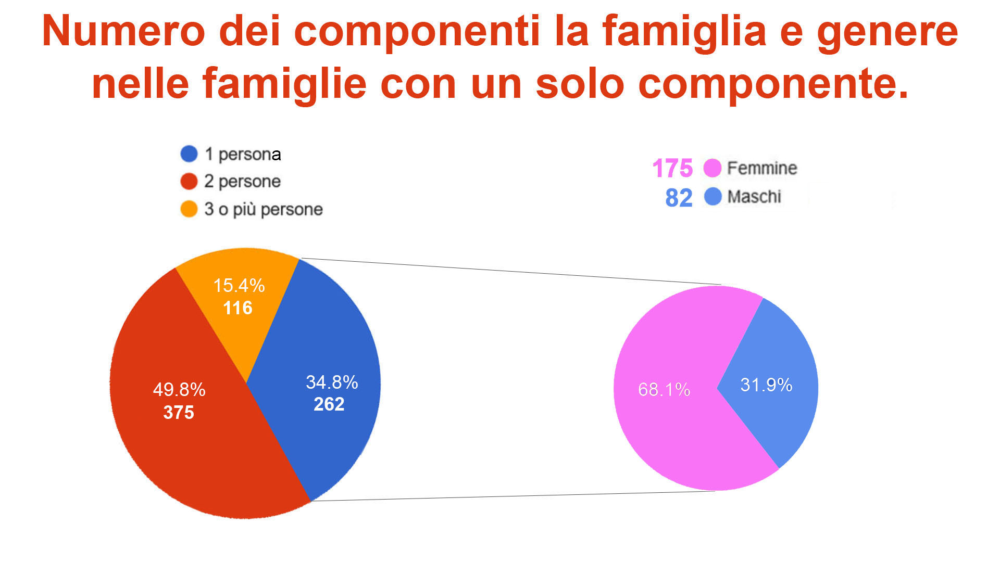 Numero dei componenti la famiglia e genere
nelle famiglie con un solo componente.
1 persona
2 persone
3 o più persone
175 Femmine
82 Maschi
15.4%
116
49.8%
375
34.8%
262
68.1%
31.9%